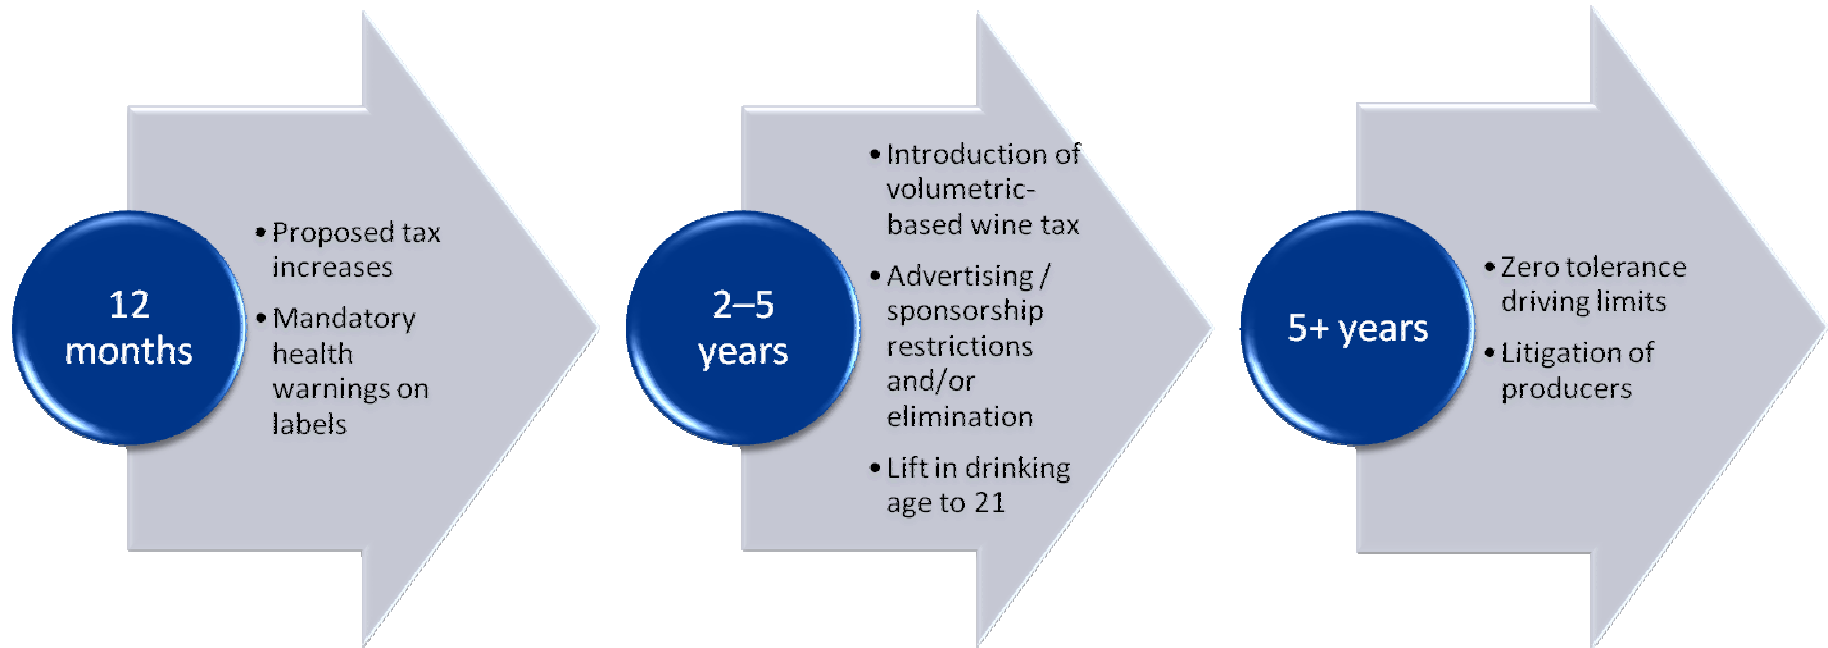 12
months
• Proposed tax
increases
• Mandatory
health
warnings on
labels
2–5
years
• Introduction of
volumetric-
based wine tax
• Advertising /
sponsorship
restrictions
and/or
elimination
• Lift in drinking
age to 21
5+ years
• Zero tolerance
driving limits
• Litigation of
producers